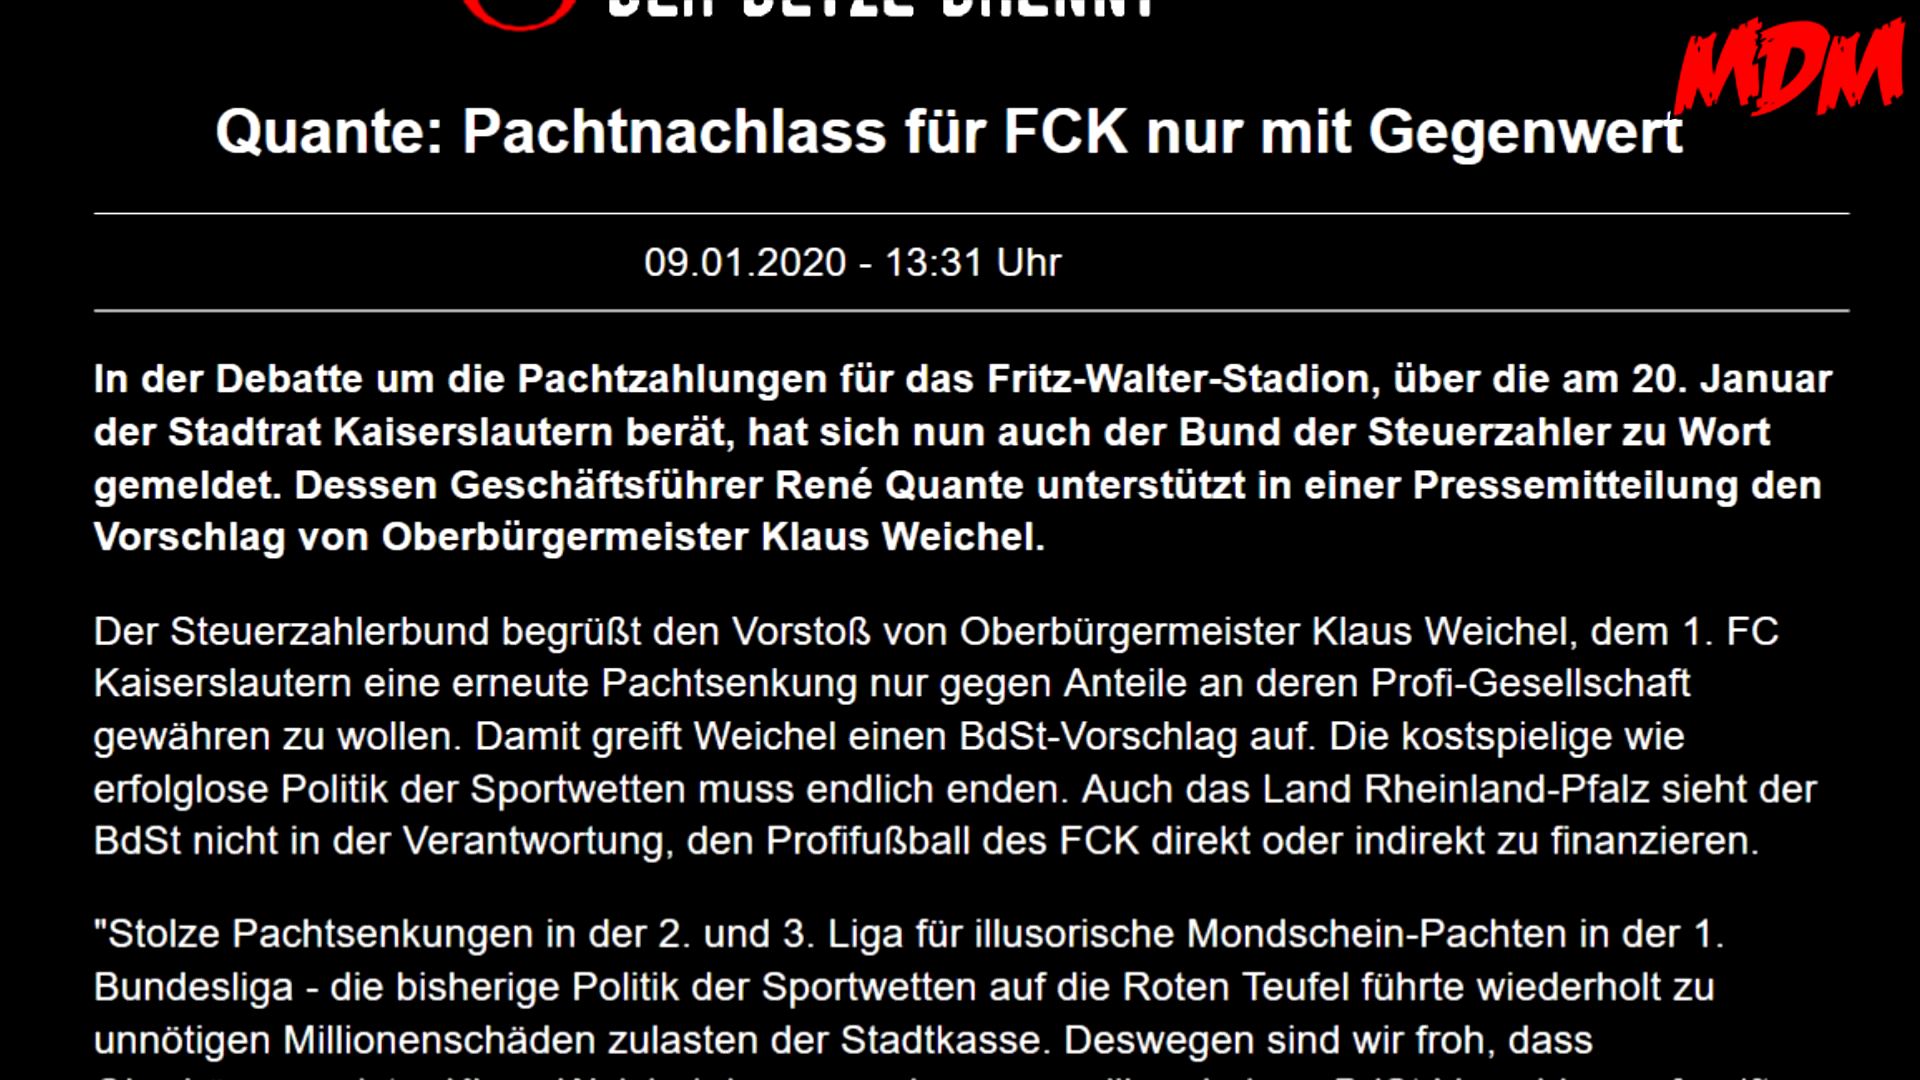 DER BETZE BRENNT
MDM
Quante: Pachtnachlass für FCK nur mit Gegenwert
09.01.2020 - 13:31 Uhr
In der Debatte um die Pachtzahlungen für das Fritz-Walter-Stadion, über die am 20. Januar
der Stadtrat Kaiserslautern berät, hat sich nun auch der Bund der Steuerzahler zu Wort
gemeldet. Dessen Geschäftsführer René Quante unterstützt in einer Pressemitteilung den
Vorschlag von Oberbürgermeister Klaus Weichel.
Der Steuerzahlerbund begrüßt den Vorstoß von Oberbürgermeister Klaus Weichel, dem 1. FC
Kaiserslautern eine erneute Pachtsenkung nur gegen Anteile an deren Profi-Gesellschaft
gewähren zu wollen. Damit greift Weichel einen BdSt-Vorschlag auf. Die kostspielige wie
erfolglose Politik der Sportwetten muss endlich enden. Auch das Land Rheinland-Pfalz sieht der
BdSt nicht in der Verantwortung, den Profifußball des FCK direkt oder indirekt zu finanzieren.
"Stolze Pachtsenkungen in der 2. und 3. Liga für illusorische Mondschein-Pachten in der 1.
Bundesliga - die bisherige Politik der Sportwetten auf die Roten Teufel führte wiederholt zu
unnötigen Millionenschäden zulasten der Stadtkasse. Deswegen sind wir froh, dass